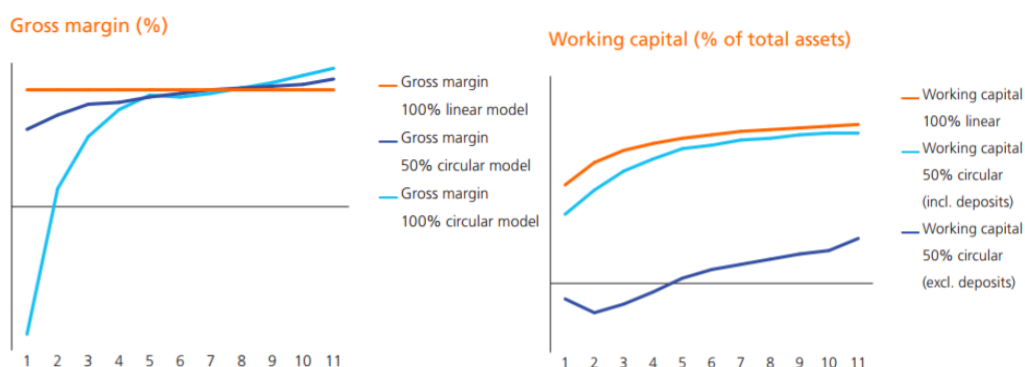 Gross margin (%)
Gross margin
100% linear model
Gross margin
50% circular model
Gross margin
100% circular model
1 2 3 4 5 6 7 8 9 10 11
Working capital (% of total assets)
Working capital
100% linear
Working capital
50% circular
(incl. deposits)
Working capital
50% circular
(excl. deposits)
1 2 3 4 5 6 7 8 9 10 11